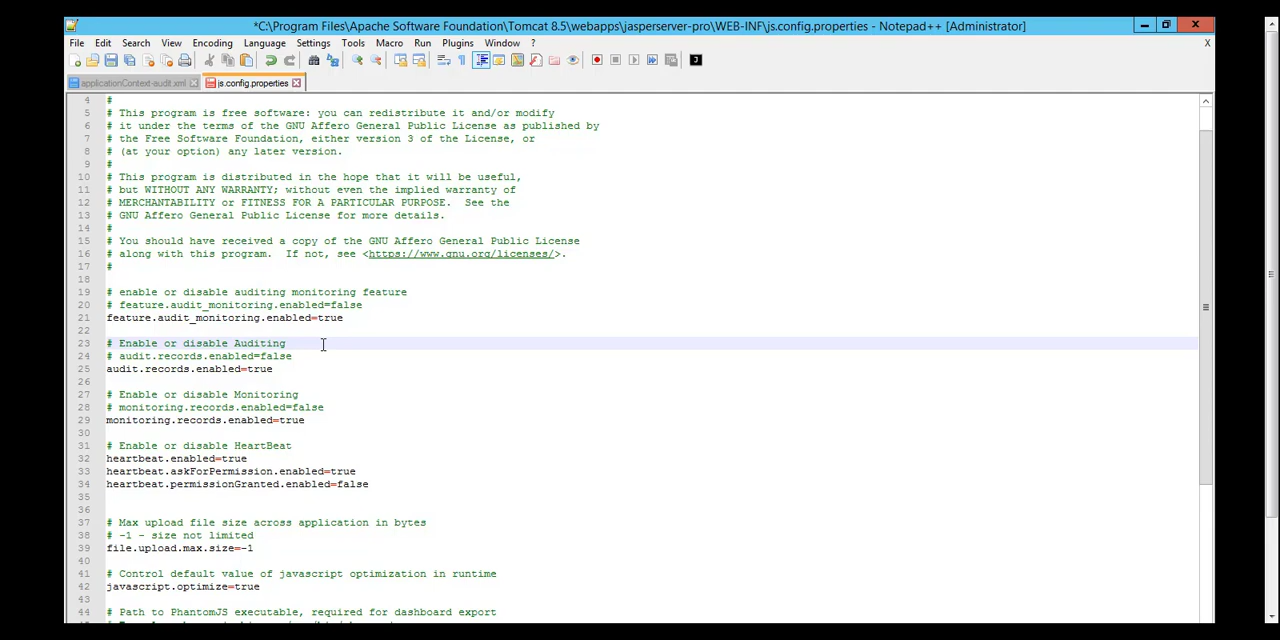 *C:\Program Files\Apache Software Foundation\Tomcat 8.5\webapps\jasperserver-pro\WEB-INF\js.config.properties - Notepad++ [Administrator]
File Edit Search View Encoding Language Settings Tools Macro Run Plugins Window ? X
applicationContext-audit.xml js.config.properties
4 #
5 # This program is free software: you can redistribute it and/or modify
6 # it under the terms of the GNU Affero General Public License as published by
7 # the Free Software Foundation, either version 3 of the License, or
8 # (at your option) any later version.
9 #
10 # This program is distributed in the hope that it will be useful,
11 # but WITHOUT ANY WARRANTY; without even the implied warranty of
12 # MERCHANTABILITY or FITNESS FOR A PARTICULAR PURPOSE.  See the
13 # GNU Affero General Public License for more details.
14 #
15 # You should have received a copy of the GNU Affero General Public License
16 # along with this program.  If not, see <https://www.gnu.org/licenses/>.
17 #
18
19 # enable or disable auditing monitoring feature
20 # feature.audit_monitoring.enabled=false
21 feature.audit_monitoring.enabled=true
22
23 # Enable or disable Auditing
24 # audit.records.enabled=false
25 audit.records.enabled=true
26
27 # Enable or disable Monitoring
28 # monitoring.records.enabled=false
29 monitoring.records.enabled=true
30
31 # Enable or disable HeartBeat
32 heartbeat.enabled=true
33 heartbeat.askForPermission.enabled=true
34 heartbeat.permissionGranted.enabled=false
35
36
37 # Max upload file size across application in bytes
38 # -1 - size not limited
39 file.upload.max.size=-1
40
41 # Control default value of javascript optimization in runtime
42 javascript.optimize=true
43
44 # Path to PhantomJS executable, required for dashboard export